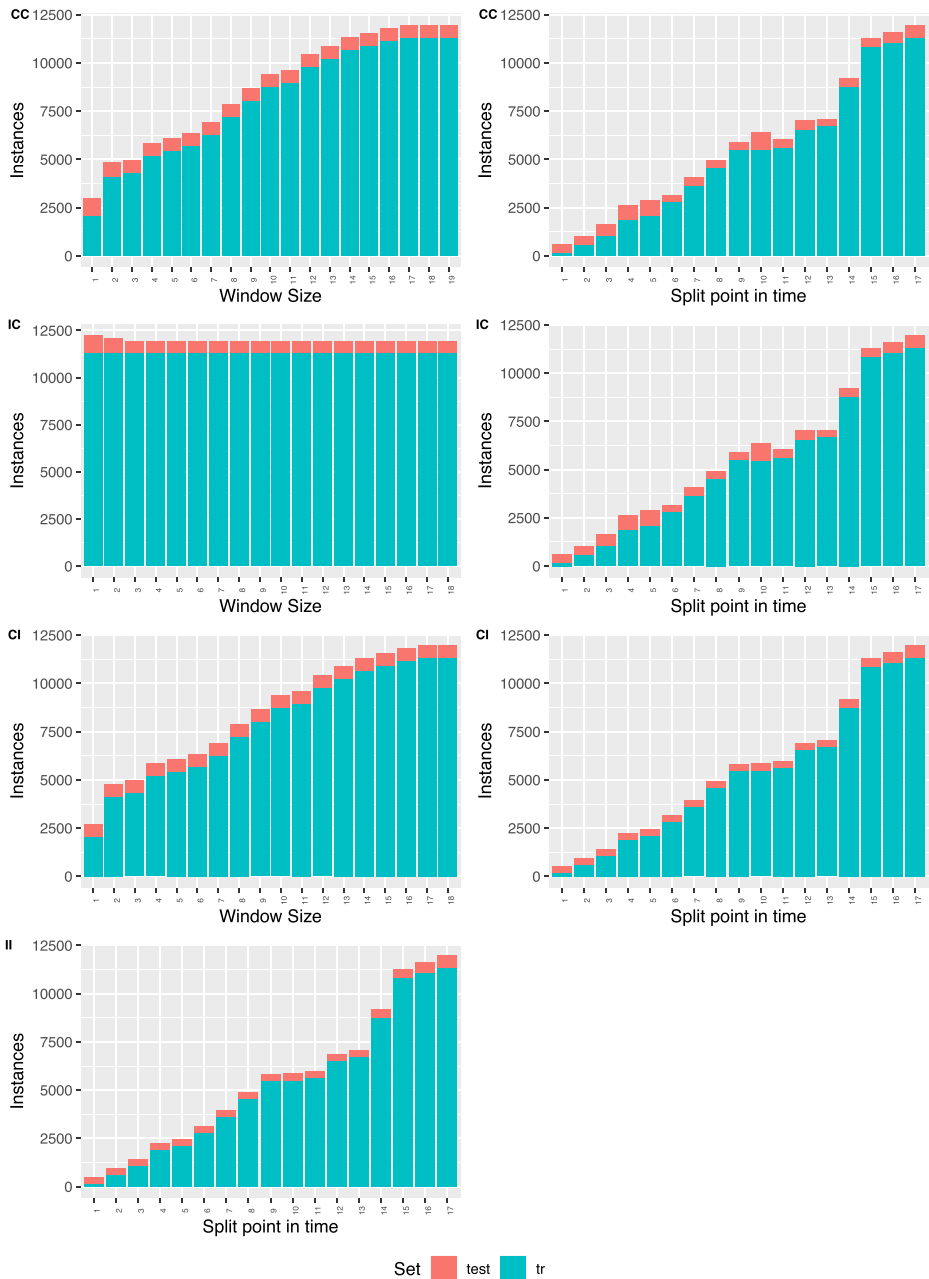 CC
12500
10000
7500
5000
2500
0
Instances
1 2 3 4 5 6 7 8 9 10 11 12 13 14 15 16 17 18 19
Window Size
CC
12500
10000
7500
5000
2500
0
Instances
1 2 3 4 5 6 7 8 9 10 11 12 13 14 15 16 17
Split point in time
IC
12500
10000
7500
5000
2500
0
Instances
1 2 3 4 5 6 7 8 9 10 11 12 13 14 15 16 17 18
Window Size
IC
12500
10000
7500
5000
2500
0
Instances
1 2 3 4 5 6 7 8 9 10 11 12 13 14 15 16 17
Split point in time
CI
12500
10000
7500
5000
2500
0
Instances
1 2 3 4 5 6 7 8 9 10 11 12 13 14 15 16 17 18
Window Size
CI
12500
10000
7500
5000
2500
0
Instances
1 2 3 4 5 6 7 8 9 10 11 12 13 14 15 16 17
Split point in time
II
12500
10000
7500
5000
2500
0
Instances
1 2 3 4 5 6 7 8 9 10 11 12 13 14 15 16 17
Split point in time
Set test tr